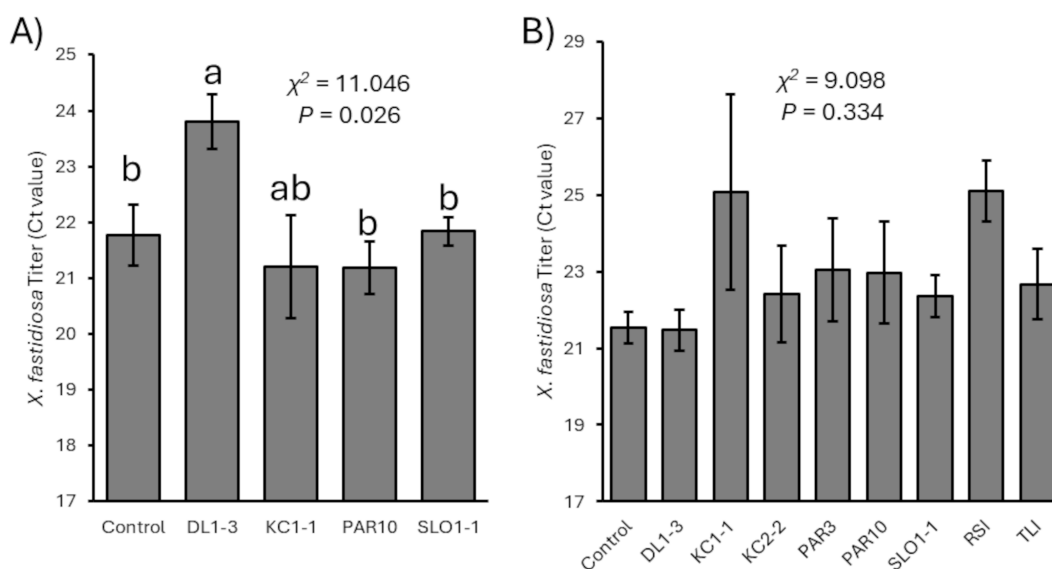 A)
X. fastidiosa Titer (Ct value)
25
24
23
22
21
20
19
18
17
χ² = 11.046
P = 0.026
b
a
ab
b
b
Control
DL1-3
KC1-1
PAR10
SLO1-1
B)
X. fastidiosa Titer (Ct value)
29
27
25
23
21
19
17
χ² = 9.098
P = 0.334
Control
DL1-3
KC1-1
KC2-2
PAR3
PAR10
SLO1-1
RSI
TLI